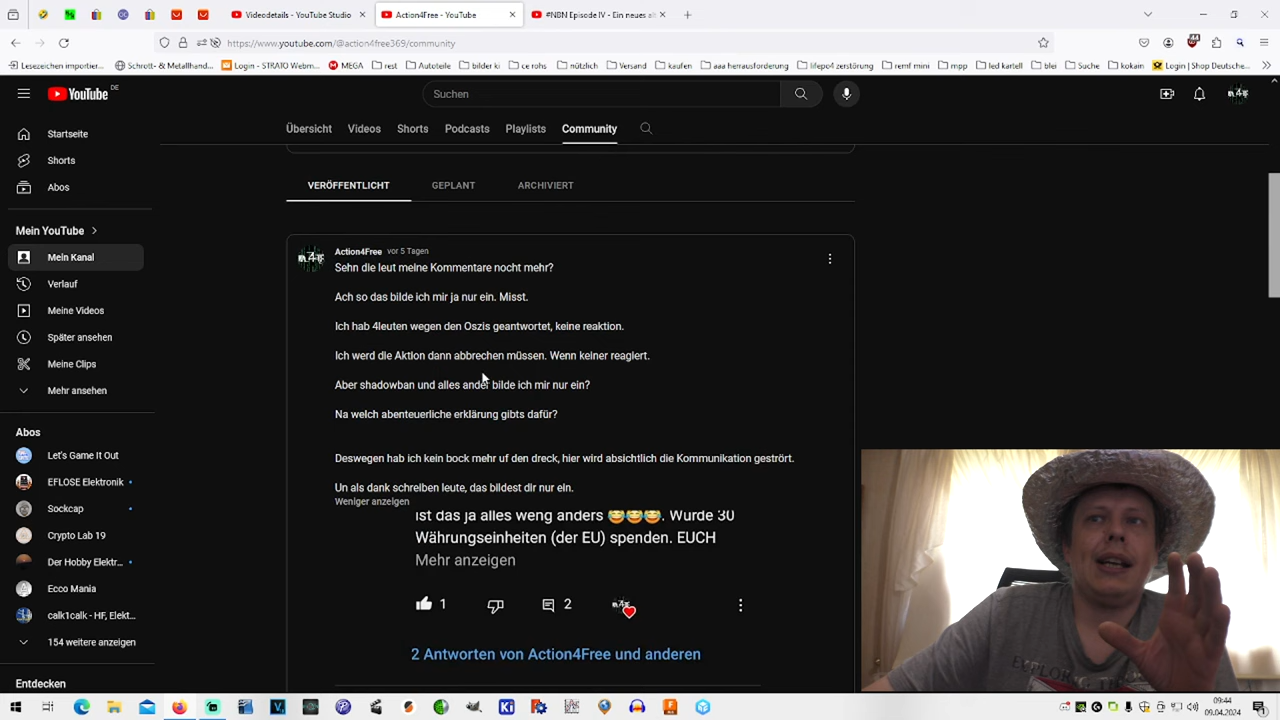 Videodetails - YouTube Studio
Action4Free - YouTube
#NBN Episode IV - Ein neues al
https://www.youtube.com/@action4free369/community
Lesezeichen importier...
Schrott- & Metallhand...
Login - STRATO Webm...
MEGA
rest
Autoteile
bilder ki
ce rohs
nützlich
Versand
kaufen
aaa herrausforderung
lifepo4 zerstörung
remf mini
mpp
led kartell
blei
Suche
kokain
Login | Shop Deutsche...
YouTube DE
Suchen
Übersicht
Videos
Shorts
Podcasts
Playlists
Community
Startseite
Shorts
Abos
Mein YouTube
Mein Kanal
Verlauf
Meine Videos
Später ansehen
Meine Clips
Mehr ansehen
Abos
Let's Game It Out
EFLOSE Elektronik
Sockcap
Crypto Lab 19
Der Hobby Elektr...
Ecco Mania
calk1calk - HF, Elekt...
154 weitere anzeigen
Entdecken
VERÖFFENTLICHT
GEPLANT
ARCHIVIERT
Action4Free vor 5 Tagen
Sehn die leut meine Kommentare nocht mehr?
Ach so das bilde ich mir ja nur ein. Misst.
Ich hab 4leuten wegen den Oszis geantwortet, keine reaktion.
Ich werd die Aktion dann abbrechen müssen. Wenn keiner reagiert.
Aber shadowban und alles ander bilde ich mir nur ein?
Na welch abenteuerliche erklärung gibts dafür?
Deswegen hab ich kein bock mehr uf den dreck, hier wird absichtlich die Kommunikation gestrört.
Un als dank schreiben leute, das bildest dir nur ein.
Weniger anzeigen
ist das ja alles weng anders 😂😂😂. Wurde 30
Währungseinheiten (der EU) spenden. EUCH
Mehr anzeigen
1
2
2 Antworten von Action4Free und anderen
09:44
09.04.2024